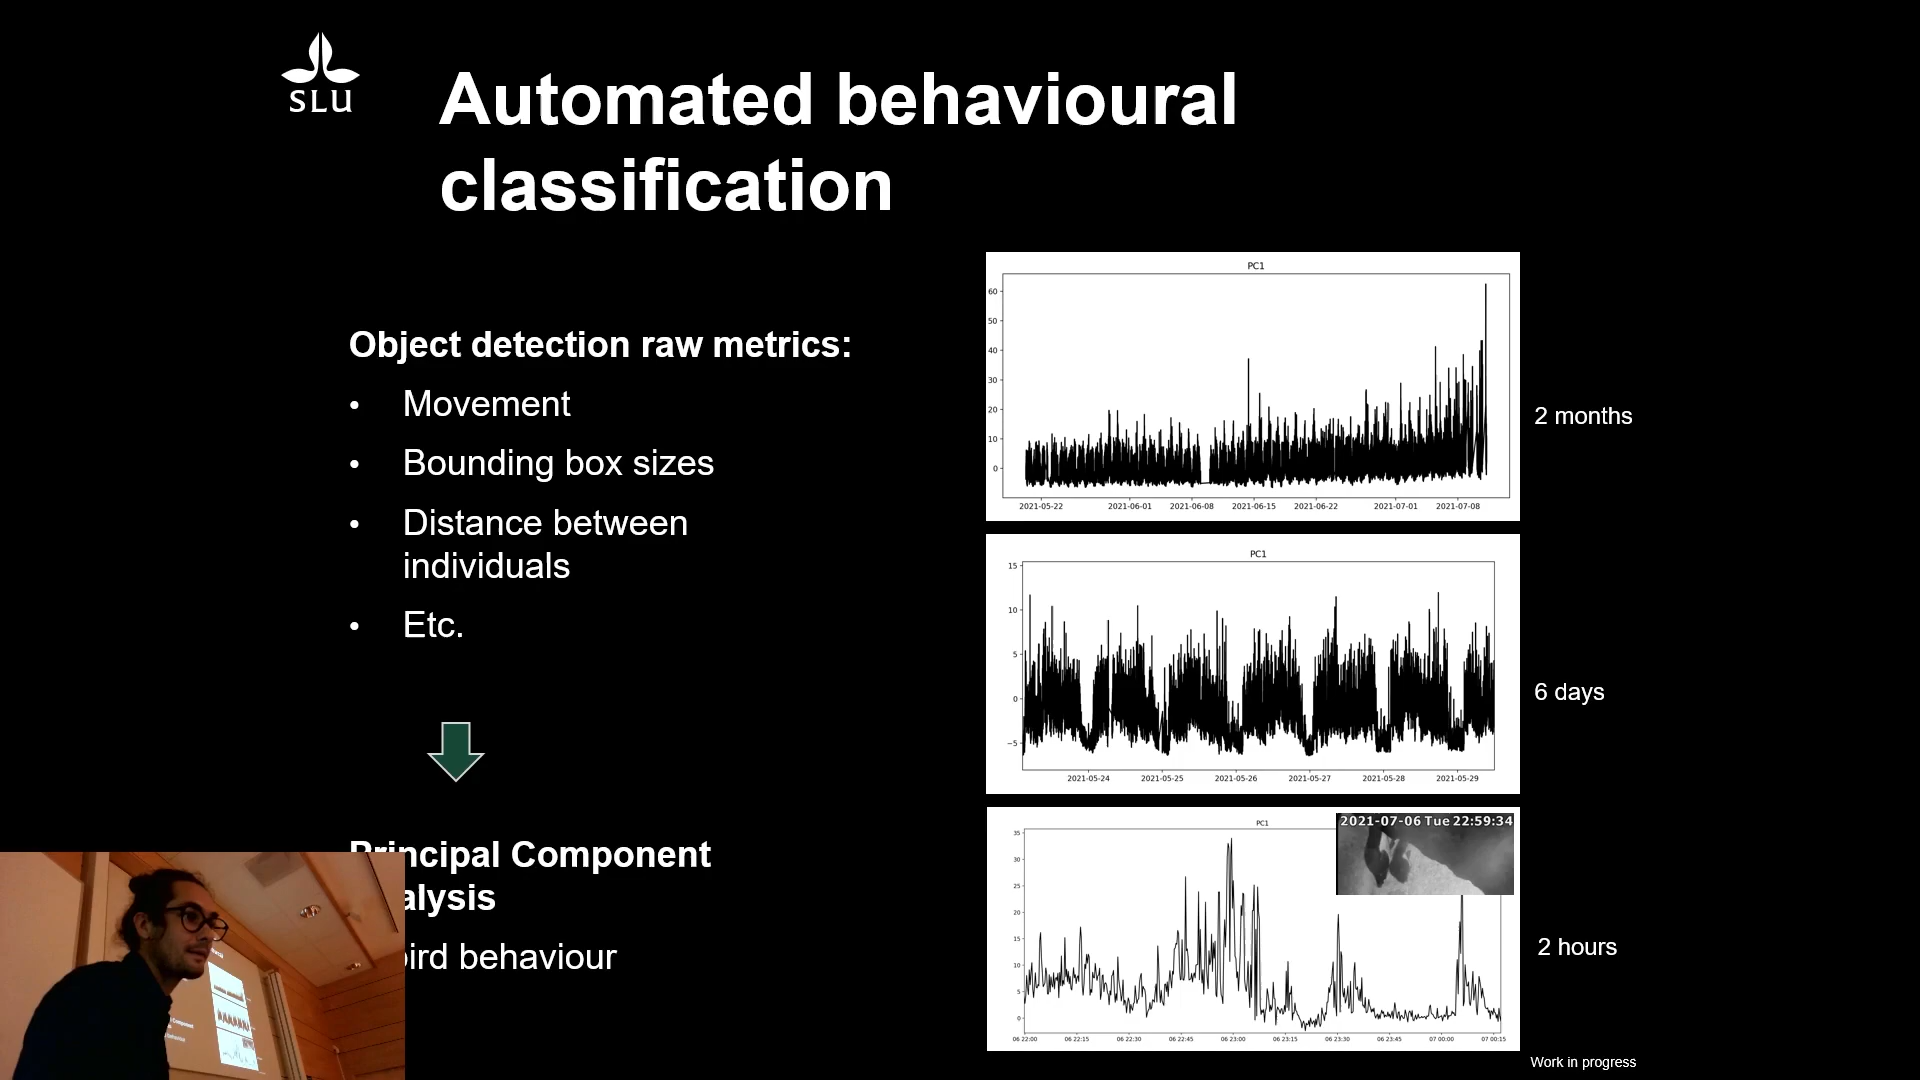 SLU
Automated behavioural
classification
Object detection raw metrics:
• Movement
• Bounding box sizes
• Distance between
individuals
• Etc.
Principal Component
alysis
bird behaviour
PC1
60
50
40
30
20
10
0
2021-05-22 2021-06-01 2021-06-08 2021-06-15 2021-06-22 2021-07-01 2021-07-08
2 months
PC1
15
10
5
0
−5
2021-05-24 2021-05-25 2021-05-26 2021-05-27 2021-05-28 2021-05-29
6 days
PC1
2021-07-06 Tue 22:59:34
35
30
25
20
15
10
5
0
06 22:00 06 22:15 06 22:30 06 22:45 06 23:00 06 23:15 06 23:30 06 23:45 07 00:00 07 00:15
2 hours
Work in progress